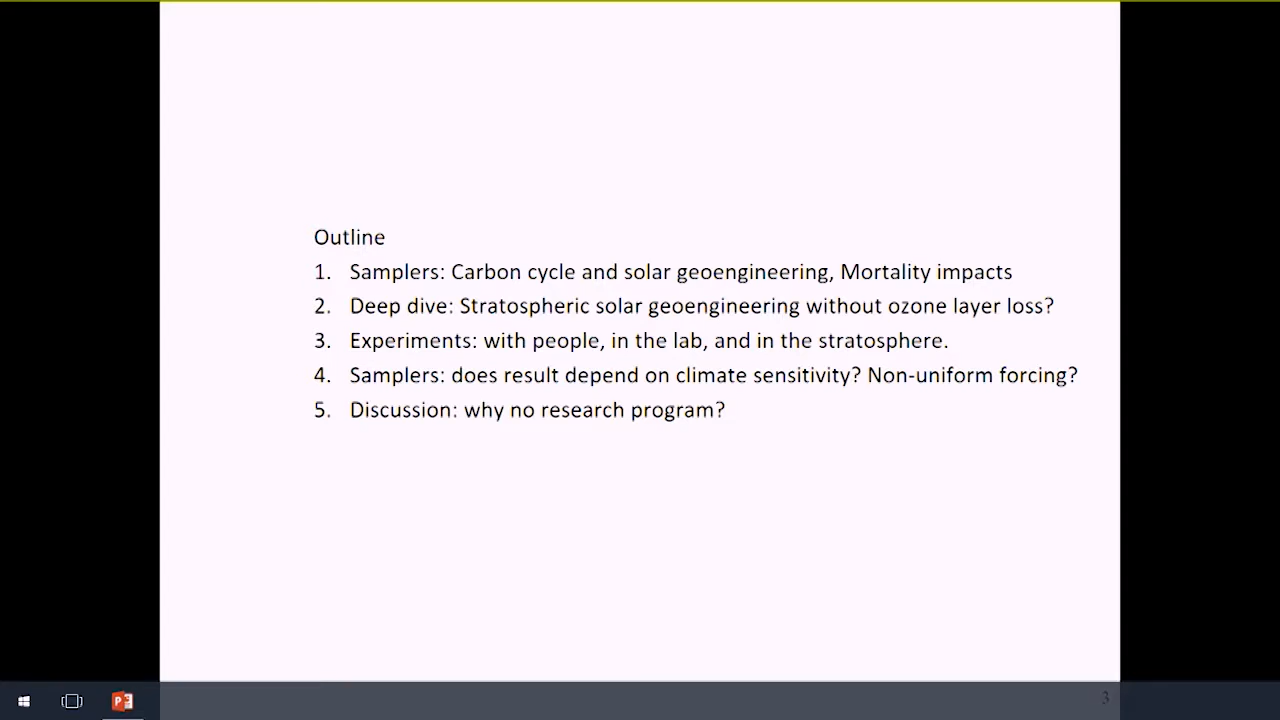 Outline
1. Samplers: Carbon cycle and solar geoengineering, Mortality impacts
2. Deep dive: Stratospheric solar geoengineering without ozone layer loss?
3. Experiments: with people, in the lab, and in the stratosphere.
4. Samplers: does result depend on climate sensitivity? Non-uniform forcing?
5. Discussion: why no research program?
P
3